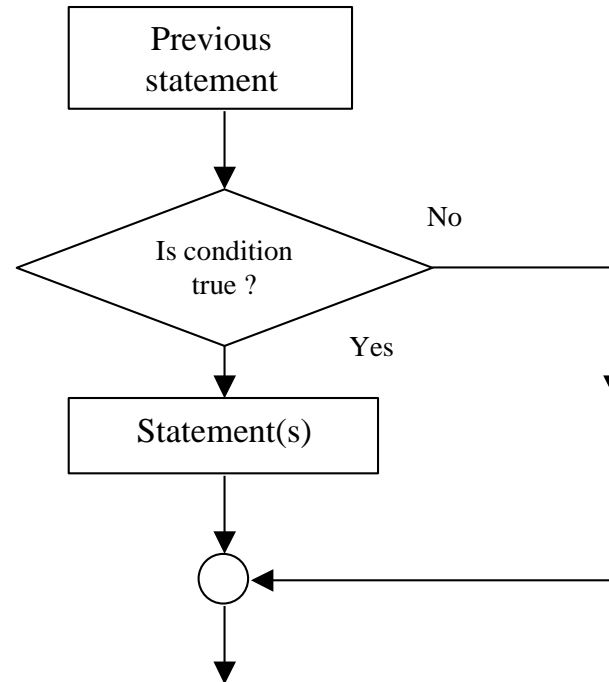 Previous
statement
No
Is condition
true ?
Yes
Statement(s)